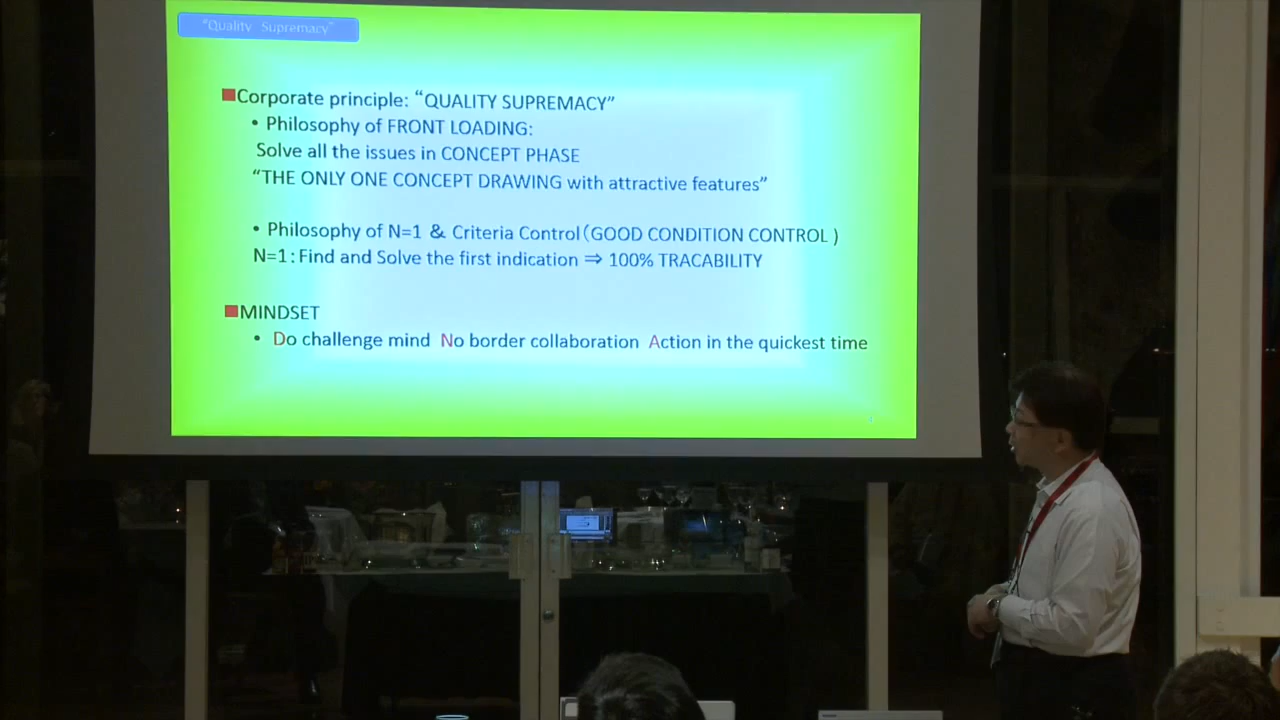 “Quality Supremacy”
■Corporate principle: “QUALITY SUPREMACY”
• Philosophy of FRONT LOADING:
Solve all the issues in CONCEPT PHASE
“THE ONLY ONE CONCEPT DRAWING with attractive features”
• Philosophy of N=1 & Criteria Control(GOOD CONDITION CONTROL )
N=1:Find and Solve the first indication ⇒ 100% TRACABILITY
■MINDSET
• Do challenge mind No border collaboration Action in the quickest time